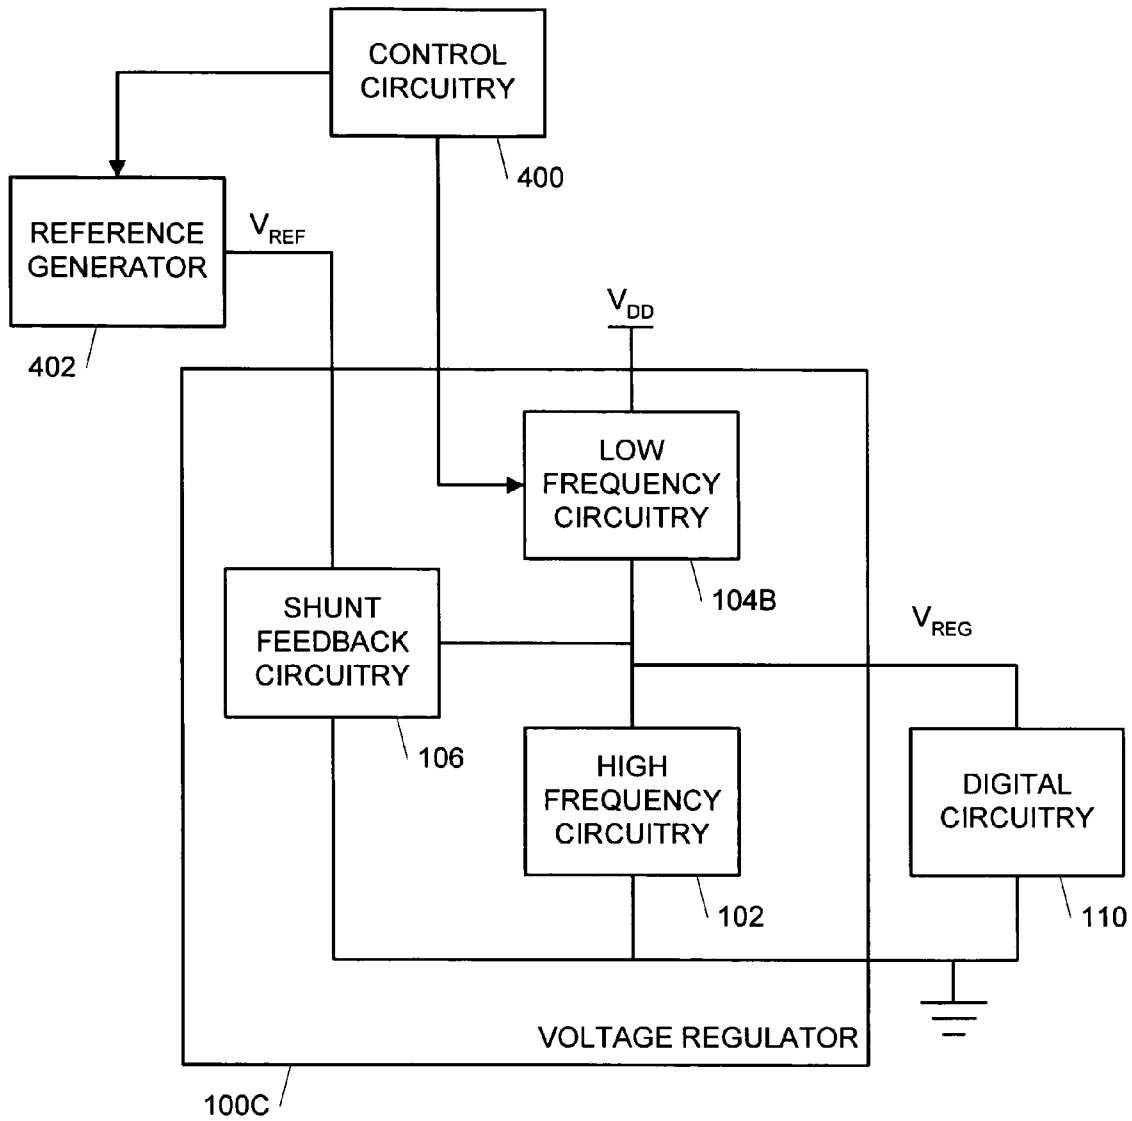 CONTROL
CIRCUITRY
400
REFERENCE
GENERATOR
402
VREF
VDD
LOW
FREQUENCY
CIRCUITRY
104B
SHUNT
FEEDBACK
CIRCUITRY
106
VREG
HIGH
FREQUENCY
CIRCUITRY
102
DIGITAL
CIRCUITRY
110
VOLTAGE REGULATOR
100C